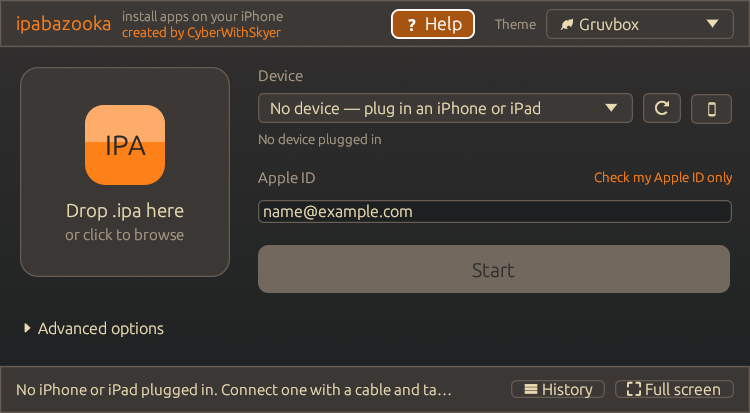 ipabazooka
install apps on your iPhone
created by CyberWithSkyer
? Help
Theme
Gruvbox
IPA
Drop .ipa here
or click to browse
Device
No device — plug in an iPhone or iPad
No device plugged in
Apple ID
Check my Apple ID only
name@example.com
Start
Advanced options
No iPhone or iPad plugged in. Connect one with a cable and ta…
History
Full screen